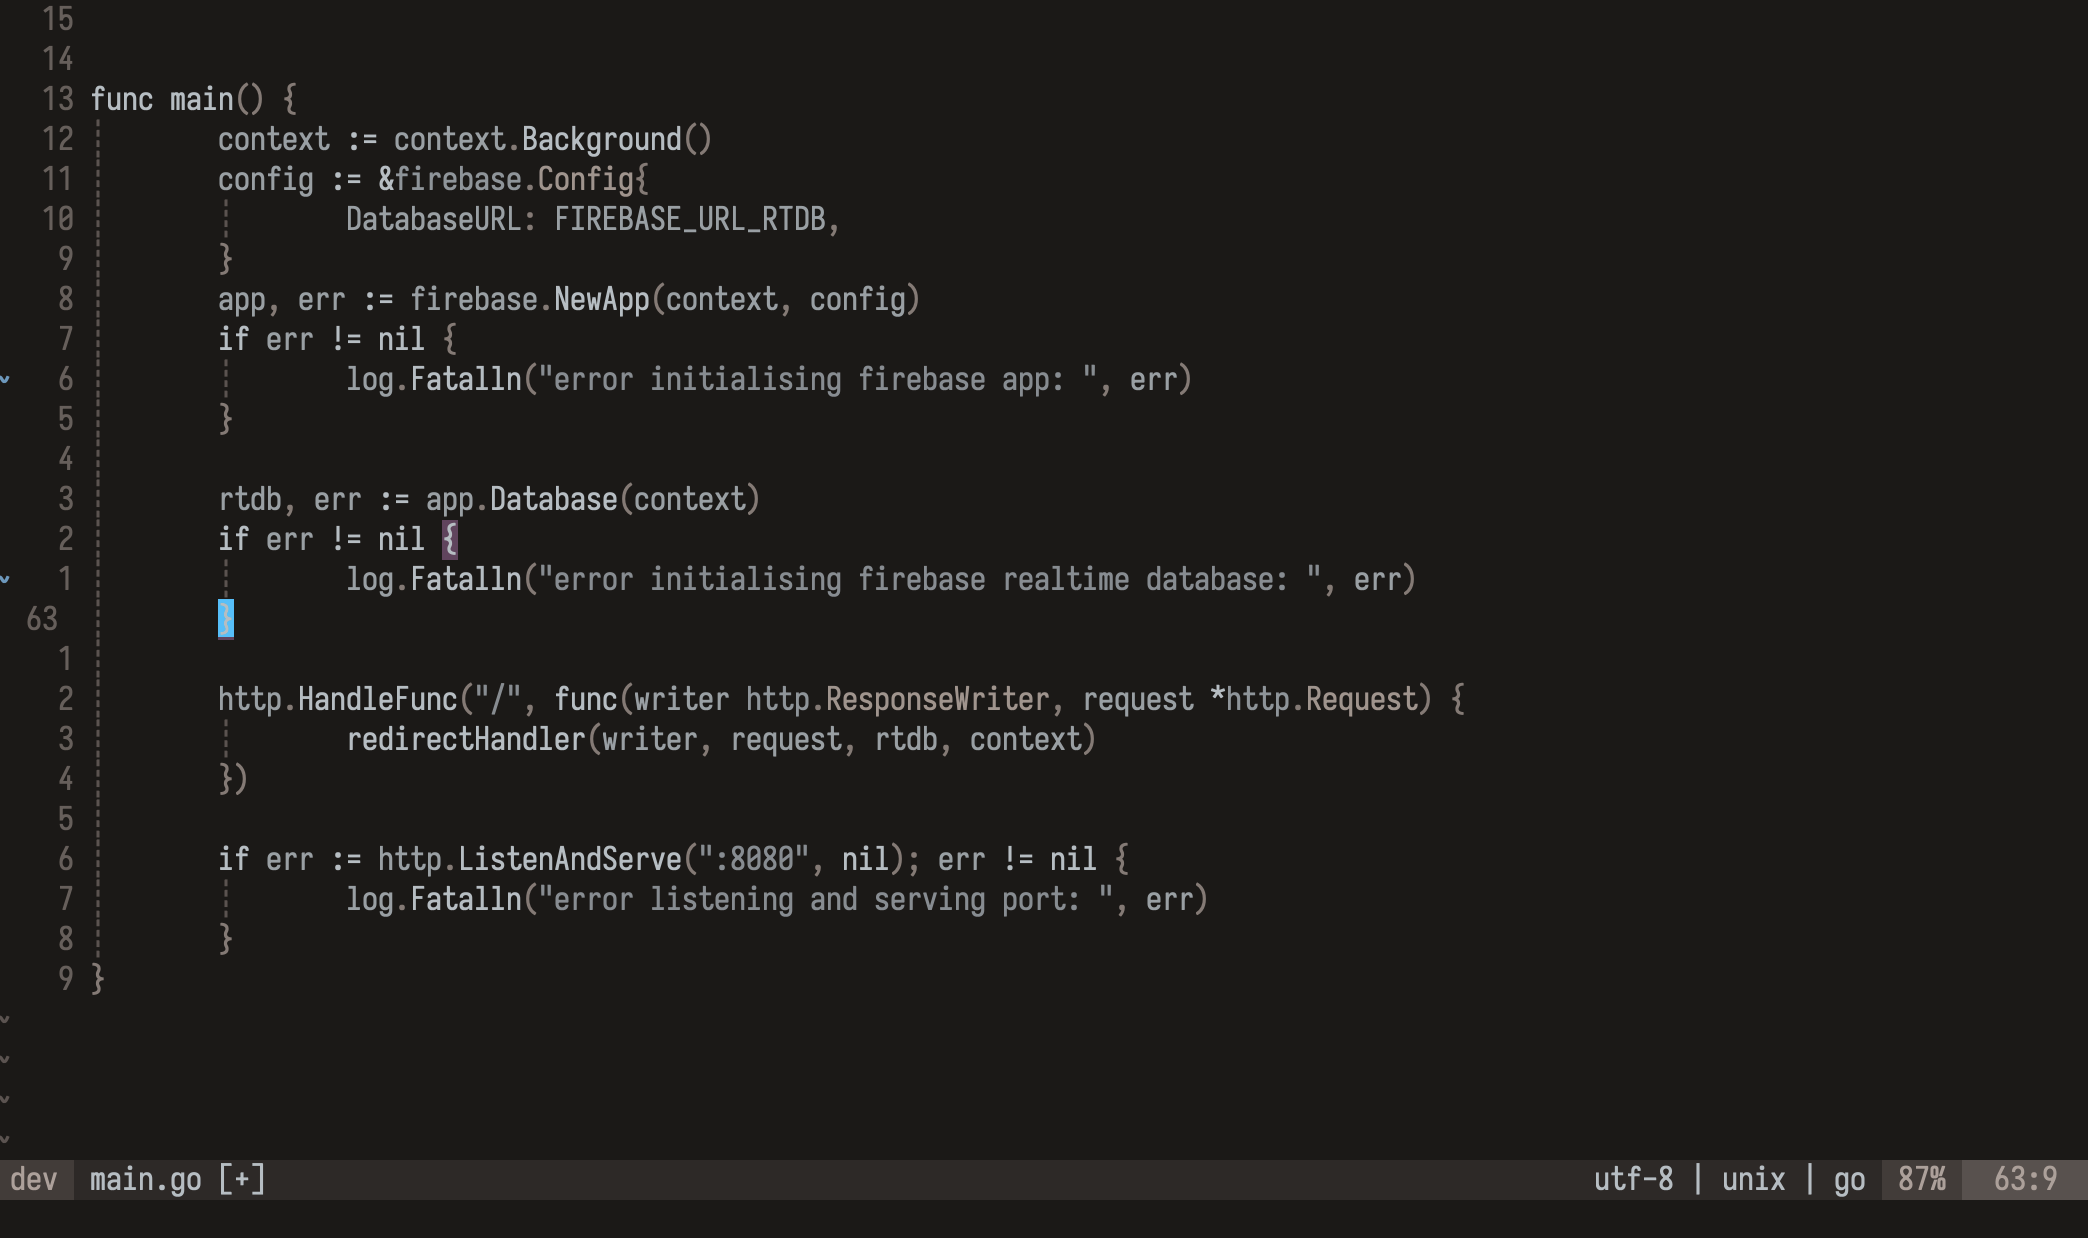 15
14
13 func main() {
12 context := context.Background()
11 config := &firebase.Config{
10 DatabaseURL: FIREBASE_URL_RTDB,
9 }
8 app, err := firebase.NewApp(context, config)
7 if err != nil {
6 log.Fatalln("error initialising firebase app: ", err)
5 }
4
3 rtdb, err := app.Database(context)
2 if err != nil {
1 log.Fatalln("error initialising firebase realtime database: ", err)
63 }
1
2 http.HandleFunc("/", func(writer http.ResponseWriter, request *http.Request) {
3 redirectHandler(writer, request, rtdb, context)
4 })
5
6 if err := http.ListenAndServe(":8080", nil); err != nil {
7 log.Fatalln("error listening and serving port: ", err)
8 }
9 }
~
~
~
~
dev main.go [+] utf-8 | unix | go 87% 63:9